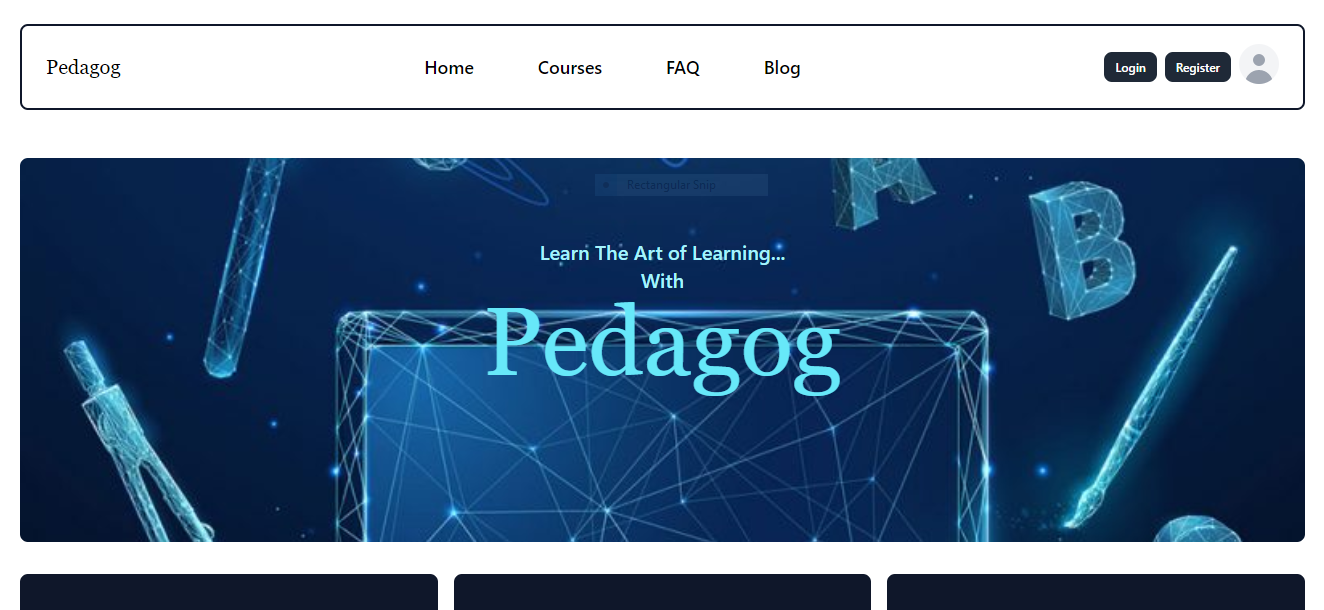 Pedagog
Home
Courses
FAQ
Blog
Login
Register
Rectangular Snip
A
B
Learn The Art of Learning...
With
Pedagog